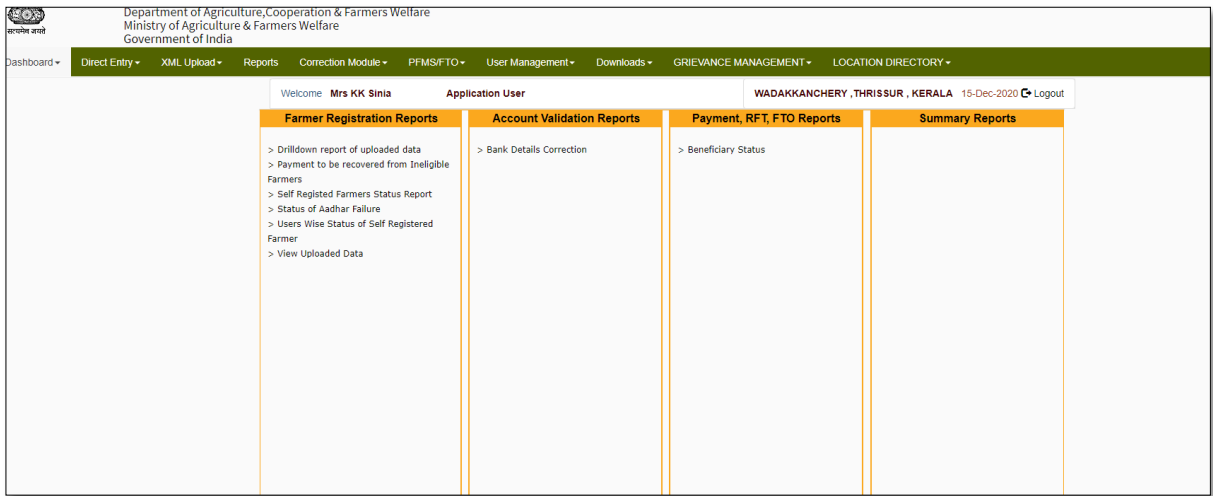 Department of Agriculture,Cooperation & Farmers Welfare
Ministry of Agriculture & Farmers Welfare
Government of India
सत्यमेव जयते
Dashboard Direct Entry XML Upload Reports Correction Module PFMS/FTO User Management Downloads GRIEVANCE MANAGEMENT LOCATION DIRECTORY
Welcome Mrs KK Sinia Application User WADAKKANCHERY ,THRISSUR , KERALA 15-Dec-2020 Logout
Farmer Registration Reports Account Validation Reports Payment, RFT, FTO Reports Summary Reports
> Drilldown report of uploaded data > Bank Details Correction > Beneficiary Status
> Payment to be recovered from Ineligible
Farmers
> Self Registed Farmers Status Report
> Status of Aadhar Failure
> Users Wise Status of Self Registered
Farmer
> View Uploaded Data